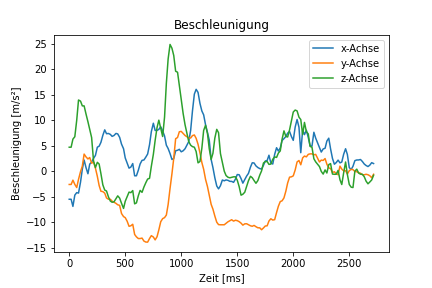 Beschleunigung
x-Achse
y-Achse
z-Achse
Beschleunigung [m/s²]
25
20
15
10
5
0
−5
−10
−15
0
500
1000
1500
2000
2500
Zeit [ms]